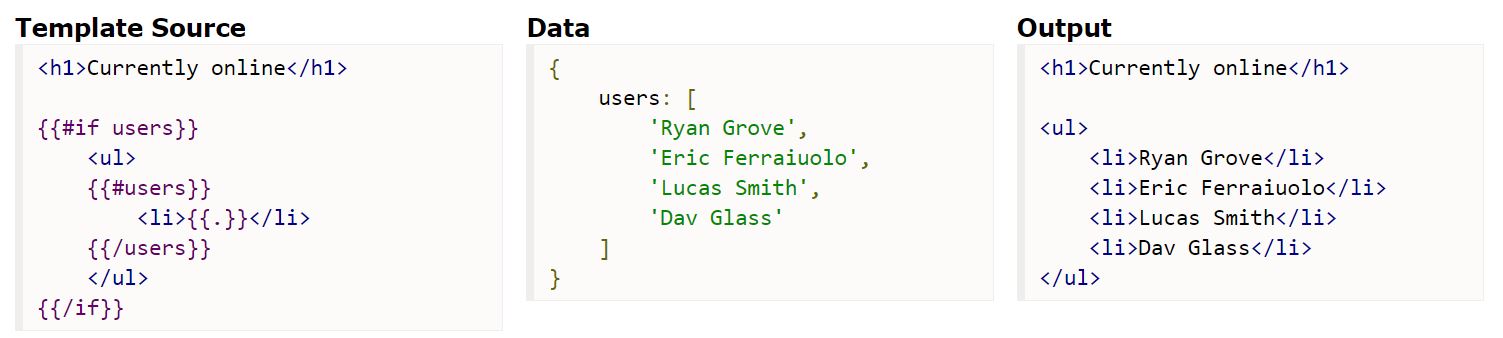 Template Source
<h1>Currently online</h1>
{{#if users}}
<ul>
{{#users}}
<li>{{.}}</li>
{{/users}}
</ul>
{{/if}}
Data
{
users: [
'Ryan Grove',
'Eric Ferraiuolo',
'Lucas Smith',
'Dav Glass'
]
}
Output
<h1>Currently online</h1>
<ul>
<li>Ryan Grove</li>
<li>Eric Ferraiuolo</li>
<li>Lucas Smith</li>
<li>Dav Glass</li>
</ul>